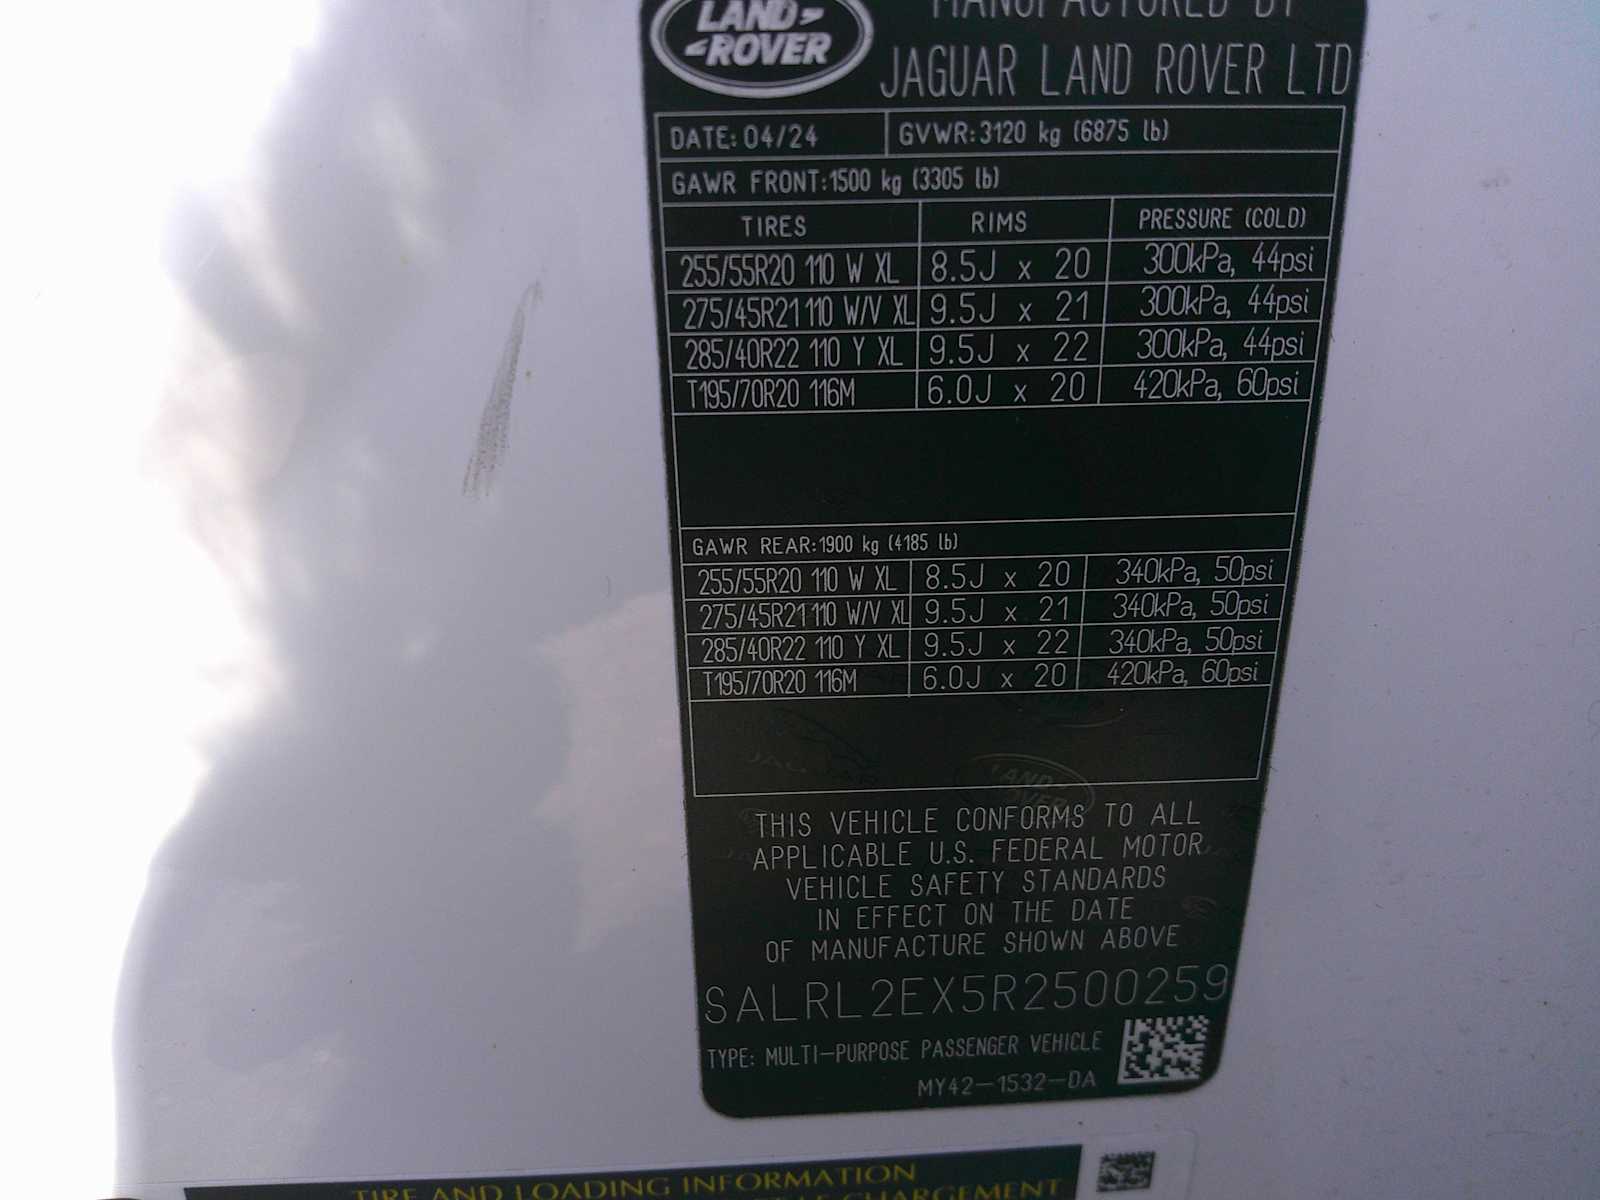 LAND
ROVER
MANUFACTURED BY
JAGUAR LAND ROVER LTD
DATE: 04/24 GVWR: 3120 kg (6875 lb)
GAWR FRONT: 1500 kg (3305 lb)
TIRES RIMS PRESSURE (COLD)
255/55R20 110 W XL 8.5J x 20 300kPa, 44psi
275/45R21 110 W/V XL 9.5J x 21 300kPa, 44psi
285/40R22 110 Y XL 9.5J x 22 300kPa, 44psi
T195/70R20 116M 6.0J x 20 420kPa, 60psi
GAWR REAR: 1900 kg (4185 lb)
255/55R20 110 W XL 8.5J x 20 340kPa, 50psi
275/45R21 110 W/V XL 9.5J x 21 340kPa, 50psi
285/40R22 110 Y XL 9.5J x 22 340kPa, 50psi
T195/70R20 116M 6.0J x 20 420kPa, 60psi
JAGUAR
LAND
ROVER
THIS VEHICLE CONFORMS TO ALL
APPLICABLE U.S. FEDERAL MOTOR
VEHICLE SAFETY STANDARDS
IN EFFECT ON THE DATE
OF MANUFACTURE SHOWN ABOVE
SALRL2EX5R2500259
TYPE: MULTI-PURPOSE PASSENGER VEHICLE
MY42-1532-DA
TIRE AND LOADING INFORMATION
CHARGEMENT